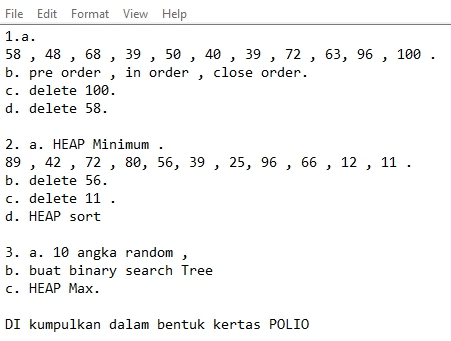 File Edit Format View Help
1.a.
58 , 48 , 68 , 39 , 50 , 40 , 39 , 72 , 63, 96 , 100 .
b. pre order , in order , close order.
c. delete 100.
d. delete 58.
2. a. HEAP Minimum .
89 , 42 , 72 , 80, 56, 39 , 25, 96 , 66 , 12 , 11 .
b. delete 56.
c. delete 11 .
d. HEAP sort
3. a. 10 angka random ,
b. buat binary search Tree
c. HEAP Max.
DI kumpulkan dalam bentuk kertas POLIO